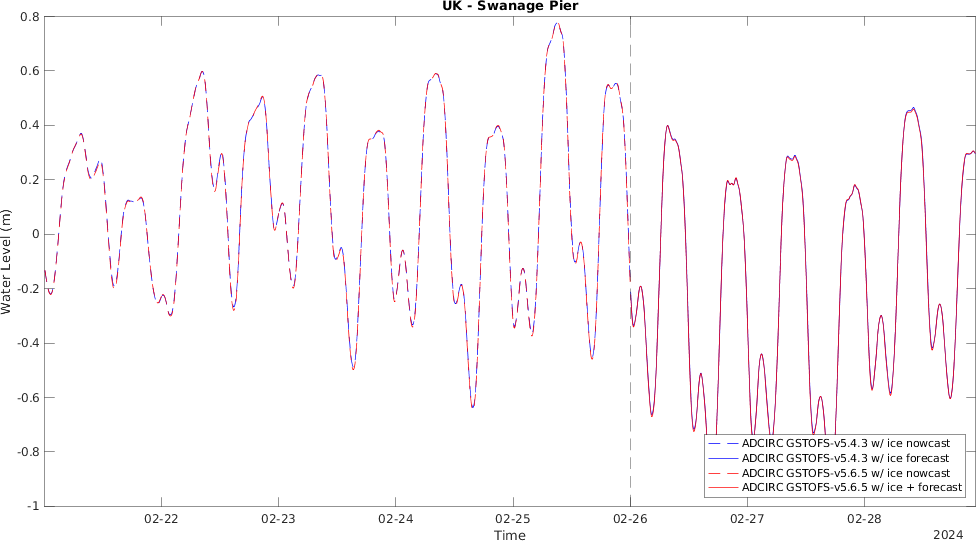 UK - Swanage Pier
0.8
0.6
0.4
0.2
0
-0.2
-0.4
-0.6
-0.8
-1
Water Level (m)
ADCIRC GSTOFS-v5.4.3 w/ ice nowcast
ADCIRC GSTOFS-v5.4.3 w/ ice forecast
ADCIRC GSTOFS-v5.6.5 w/ ice nowcast
ADCIRC GSTOFS-v5.6.5 w/ ice + forecast
02-22 02-23 02-24 02-25 02-26 02-27 02-28
Time
2024